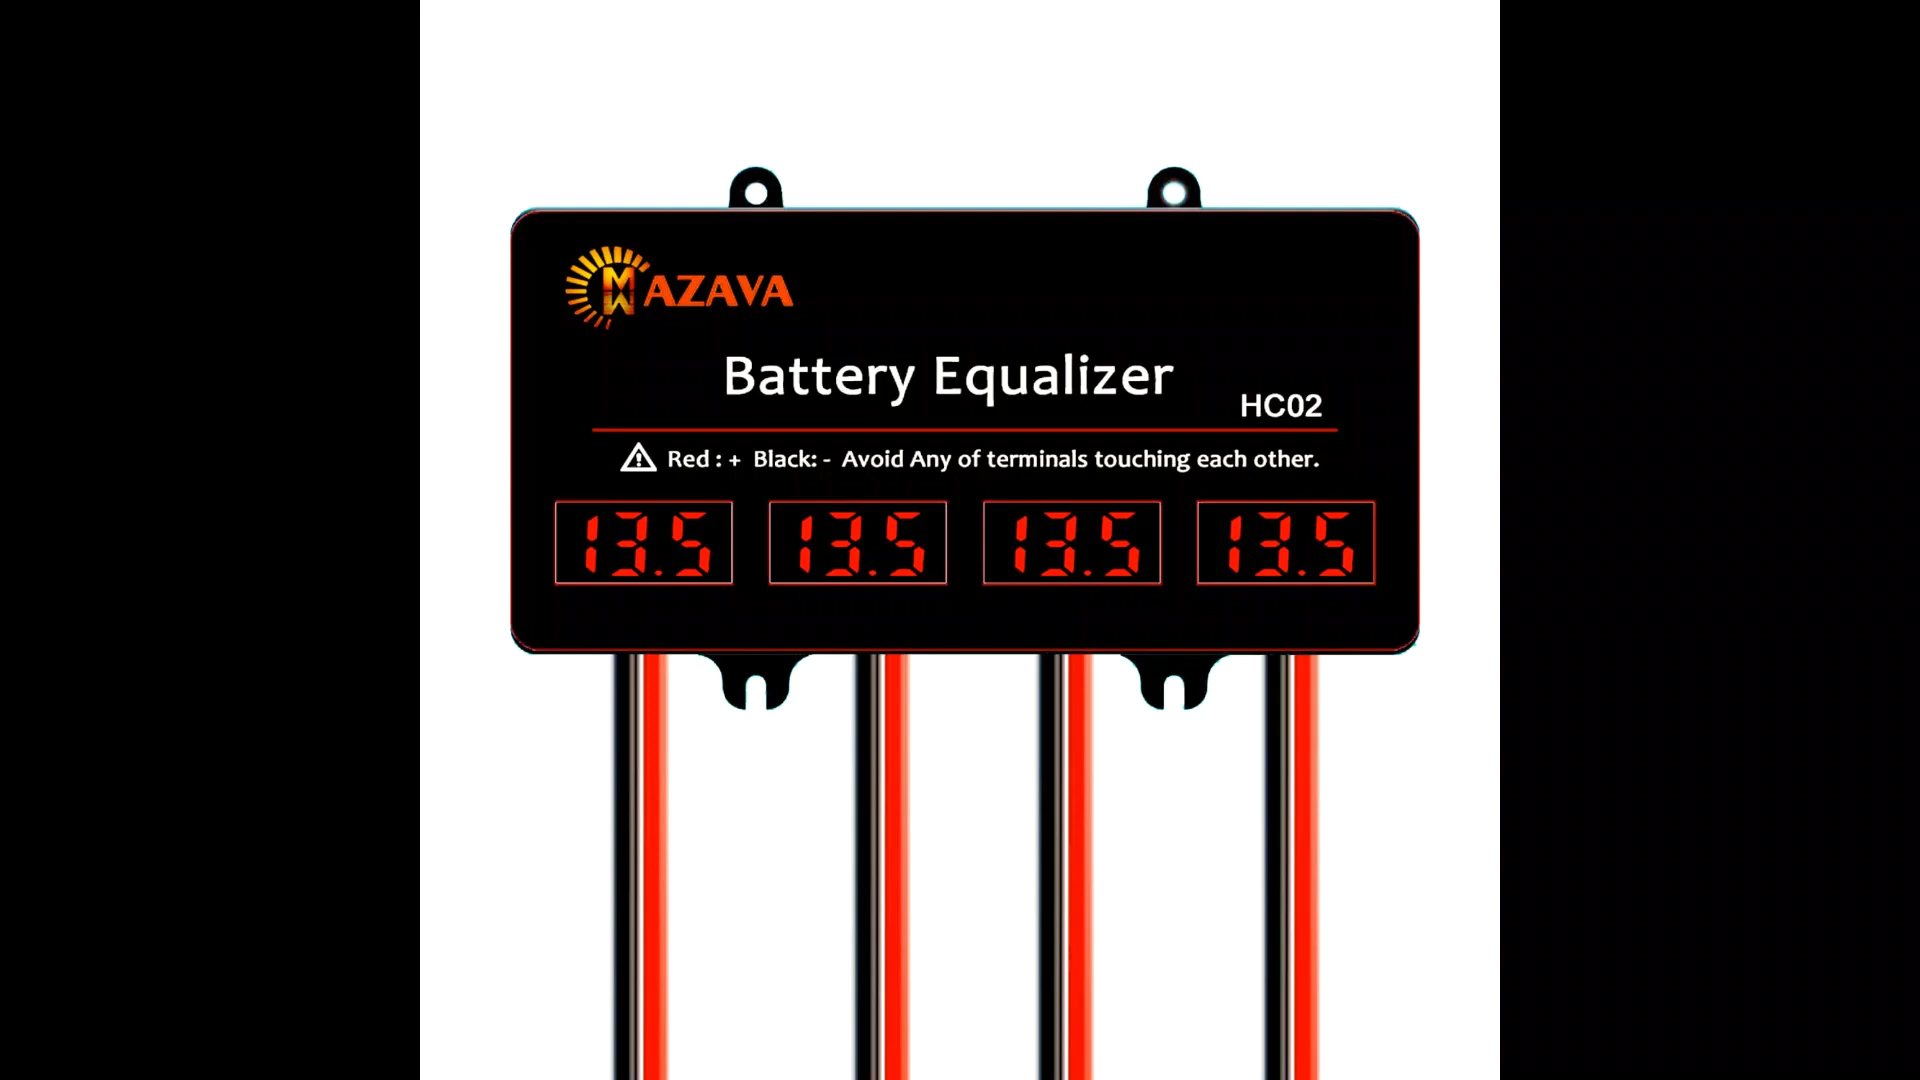 MAZAVA
Battery Equalizer
HC02
Red : + Black: - Avoid Any of terminals touching each other.
13.5 13.5 13.5 13.5